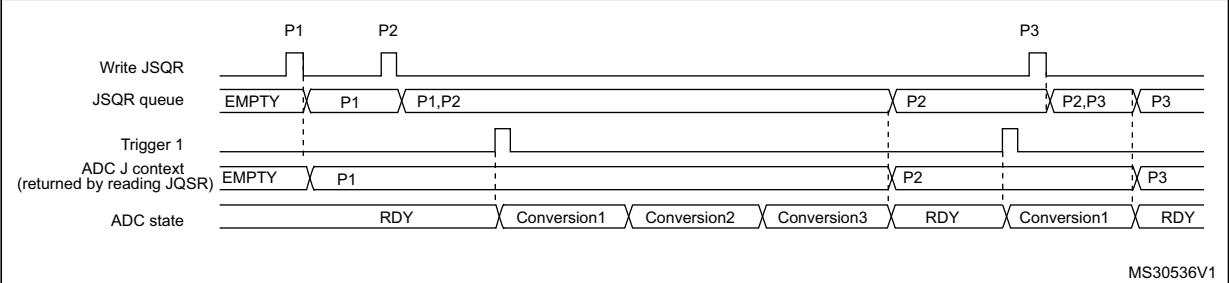 P1 P2 P3
Write JSQR
JSQR queue EMPTY P1 P1,P2 P2 P2,P3 P3
Trigger 1
ADC J context
(returned by reading JQSR) EMPTY P1 P2 P3
ADC state RDY Conversion1 Conversion2 Conversion3 RDY Conversion1 RDY
MS30536V1